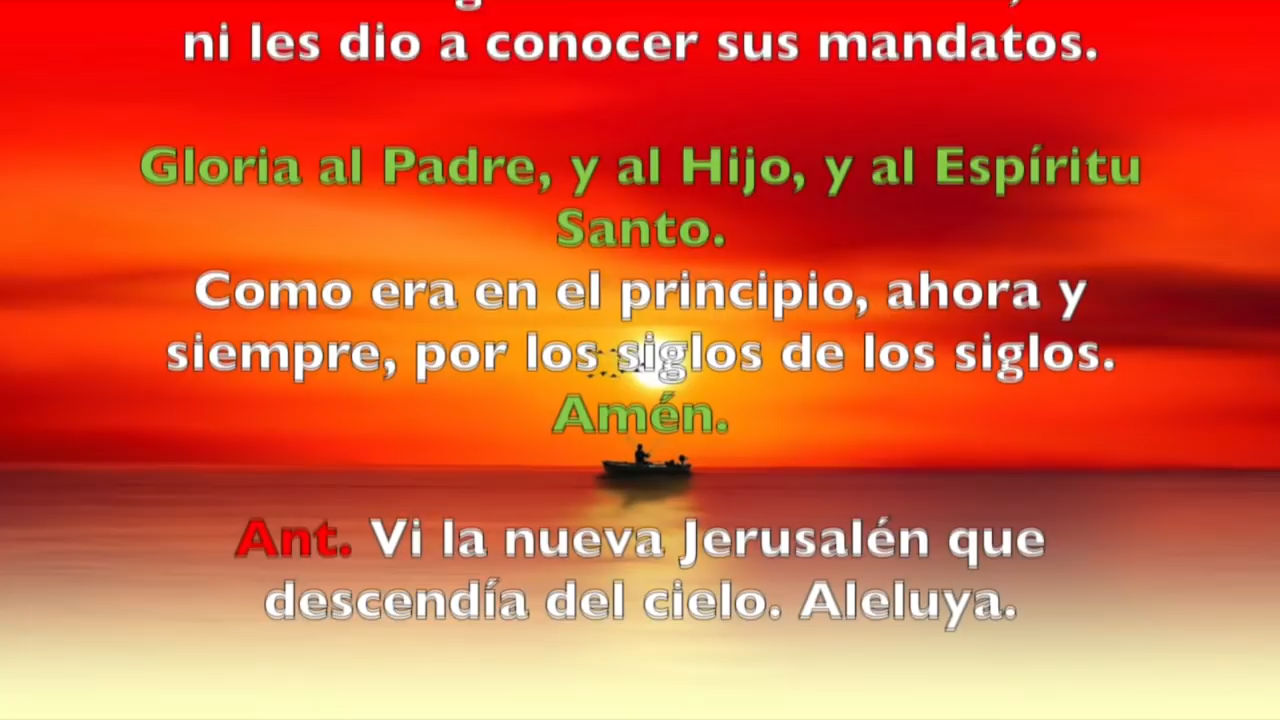 ni les dio a conocer sus mandatos.
Gloria al Padre, y al Hijo, y al Espíritu
Santo.
Como era en el principio, ahora y
siempre, por los siglos de los siglos.
Amén.
Ant. Vi la nueva Jerusalén que
descendía del cielo. Aleluya.